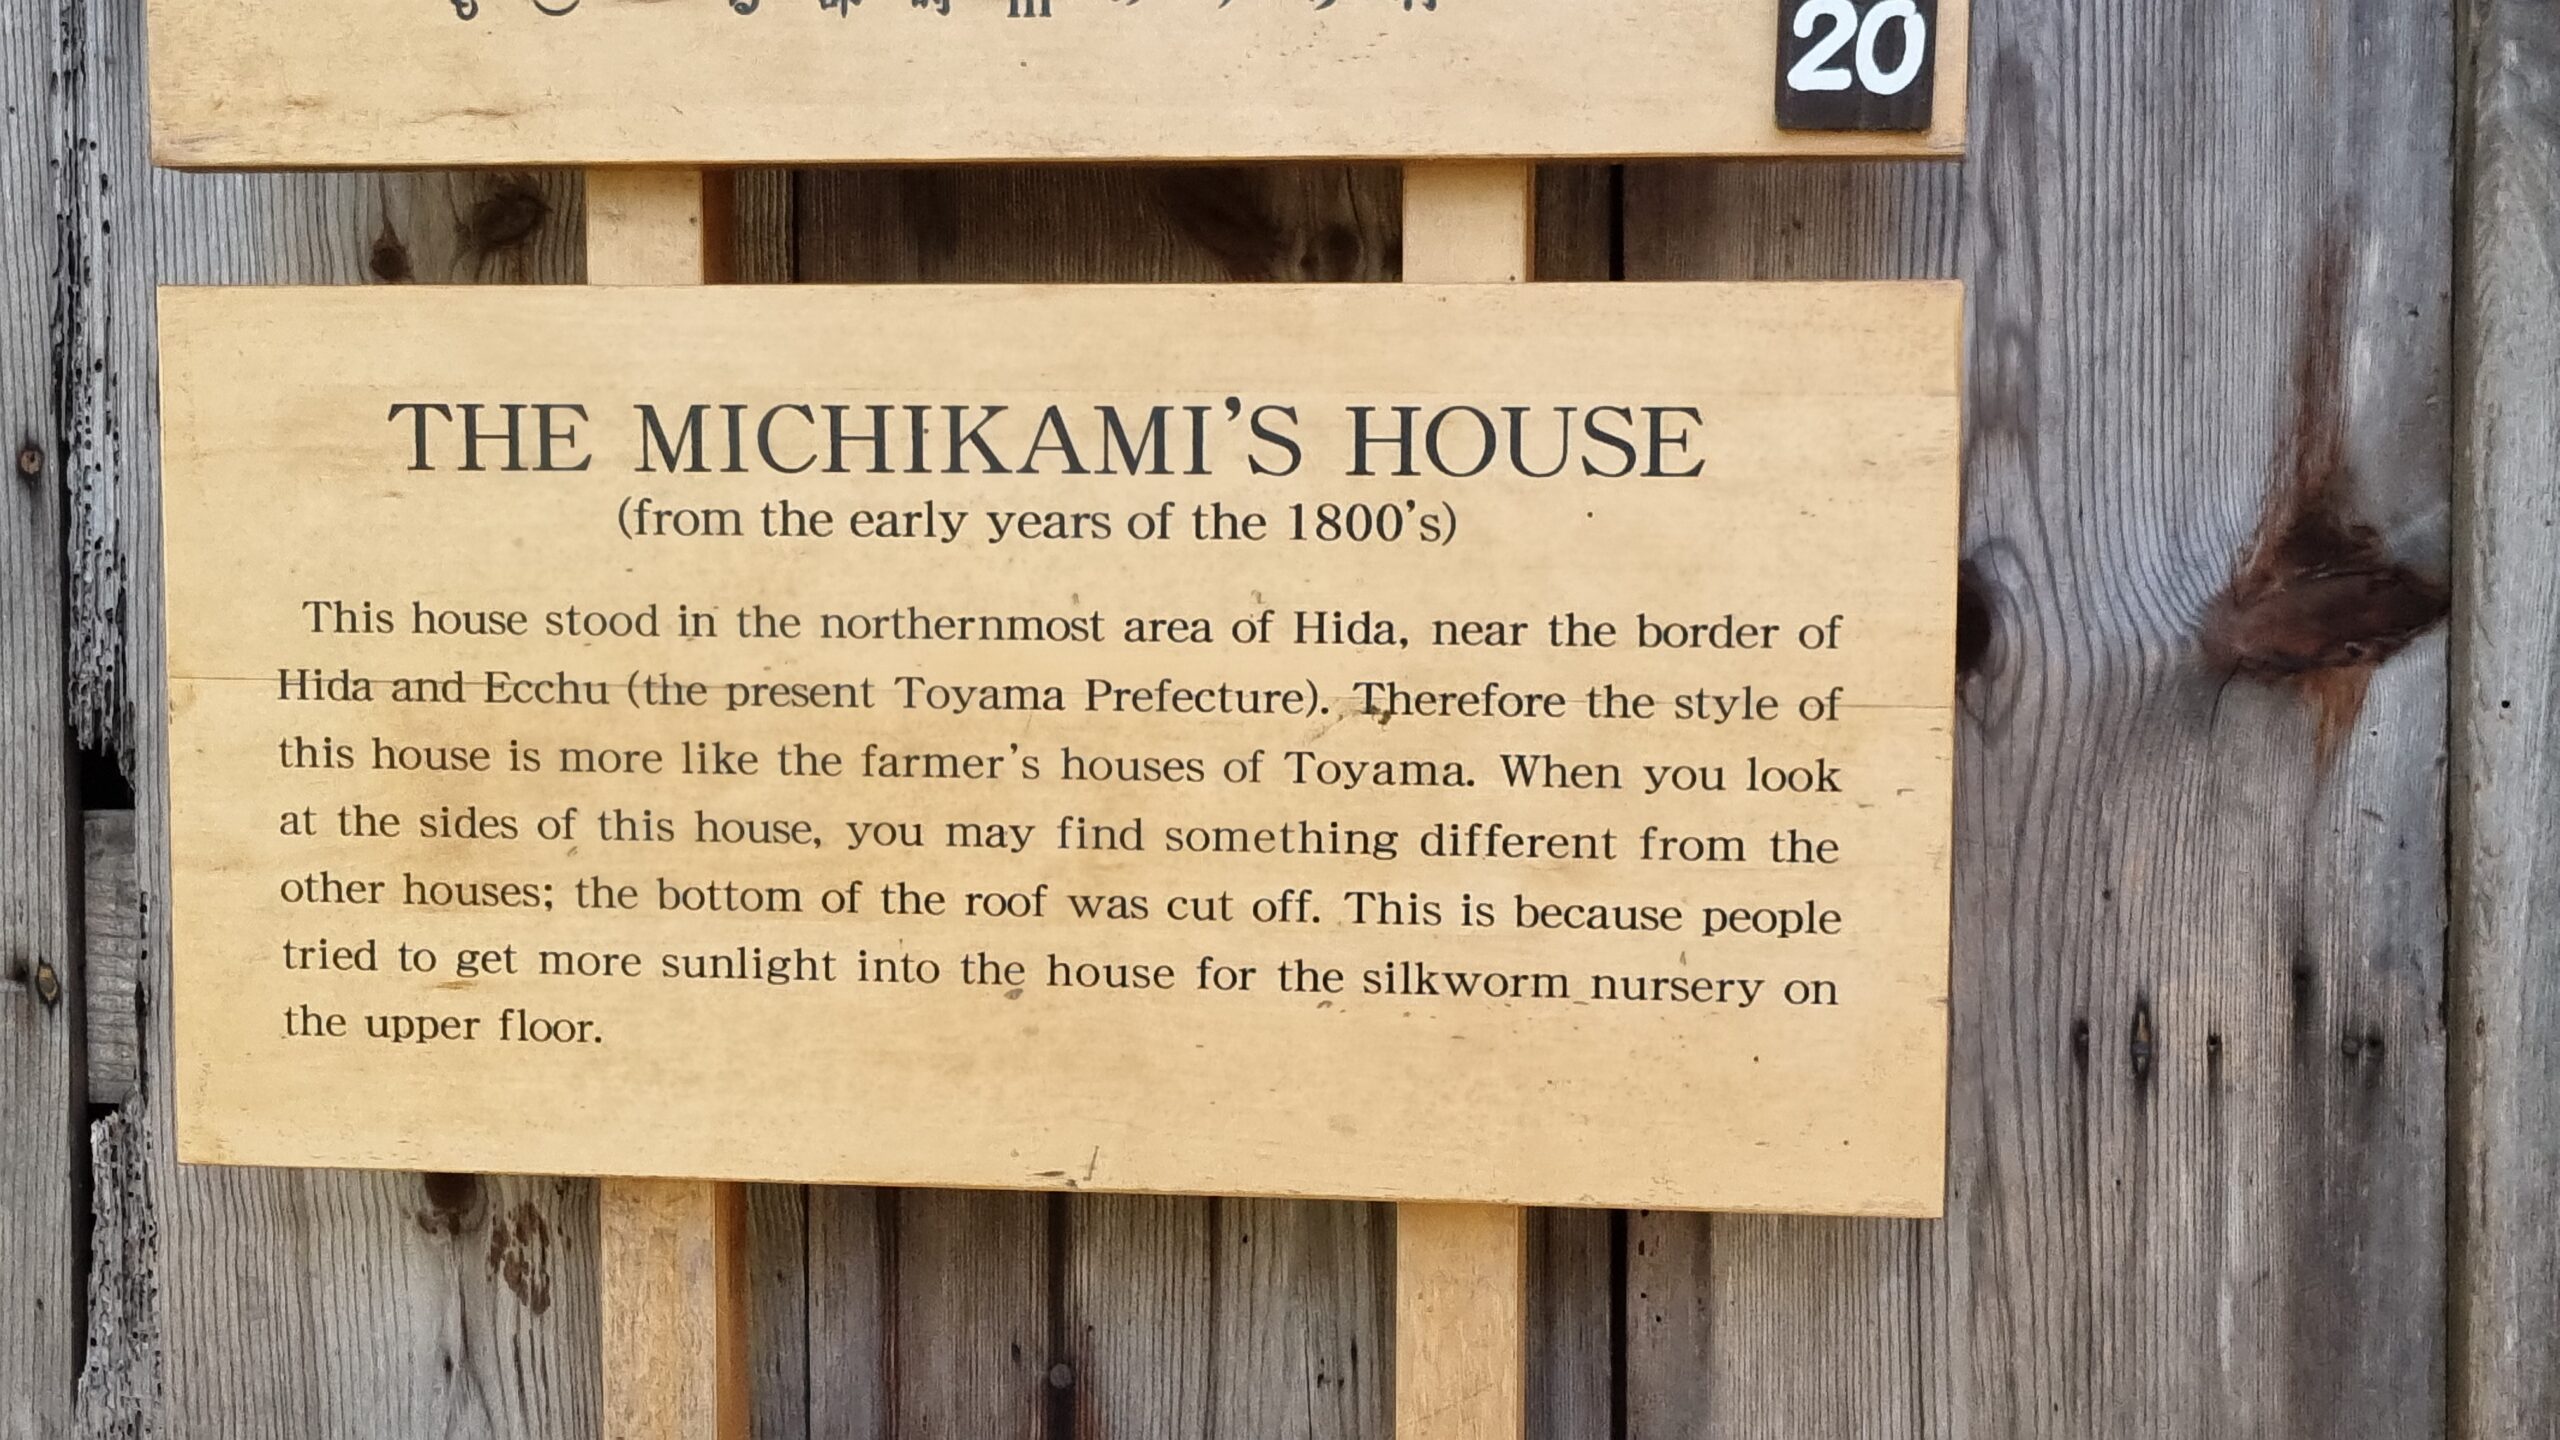 20
THE MICHIKAMI'S HOUSE
(from the early years of the 1800's)
This house stood in the northernmost area of Hida, near the border of
Hida and Ecchu (the present Toyama Prefecture). Therefore the style of
this house is more like the farmer's houses of Toyama. When you look
at the sides of this house, you may find something different from the
other houses; the bottom of the roof was cut off. This is because people
tried to get more sunlight into the house for the silkworm nursery on
the upper floor.